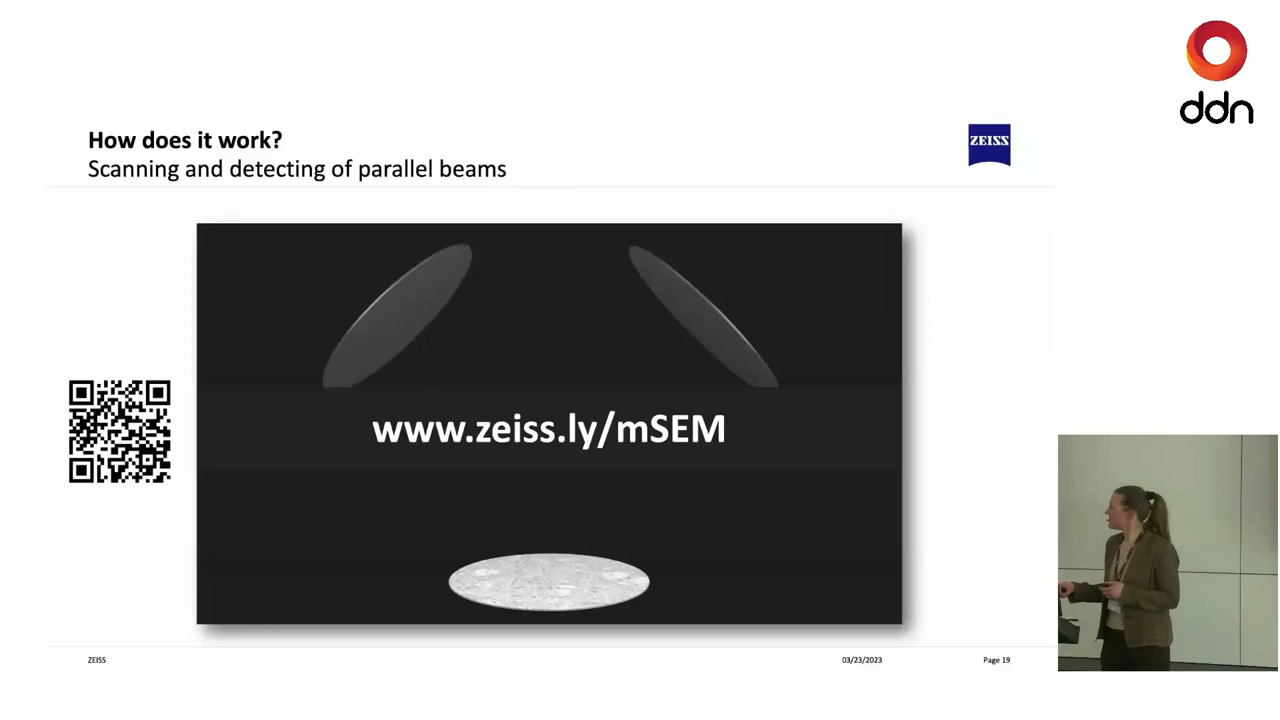 ddn
How does it work?
ZEISS
Scanning and detecting of parallel beams
www.zeiss.ly/mSEM
ZEISS
03/23/2023
Page 19